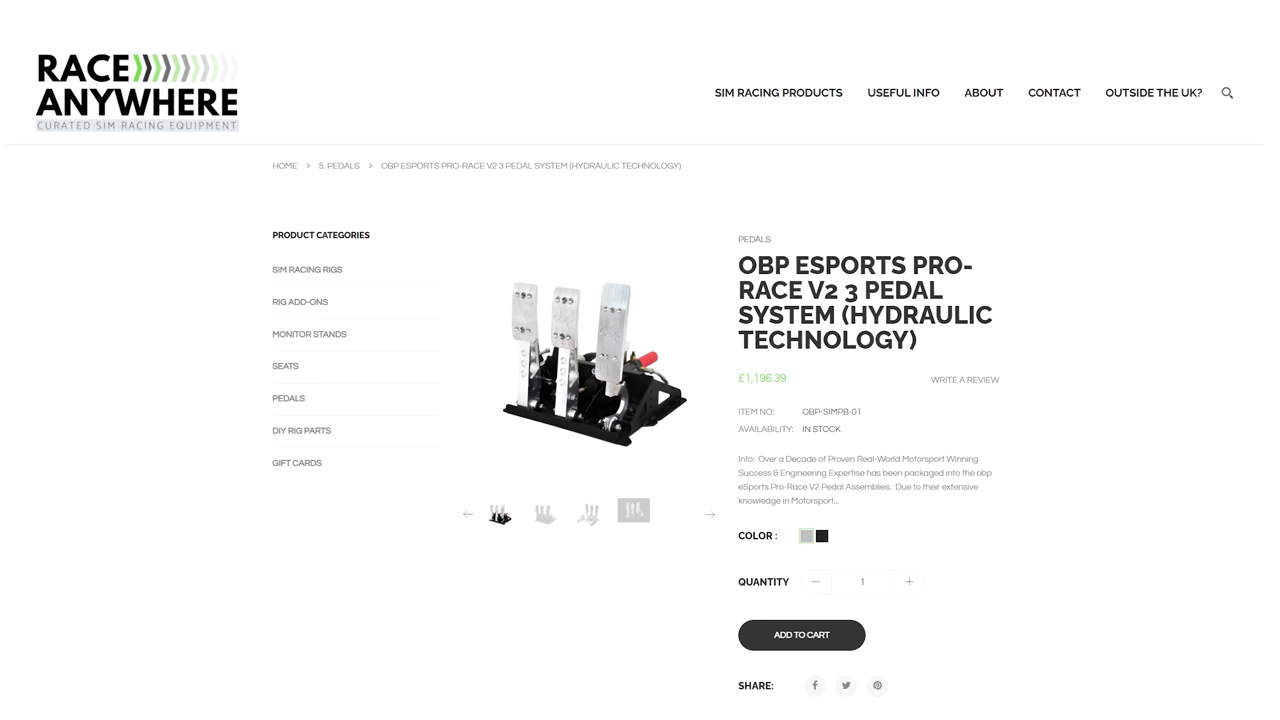 RACE
ANYWHERE
CURATED SIM RACING EQUIPMENT
SIM RACING PRODUCTS
USEFUL INFO
ABOUT
CONTACT
OUTSIDE THE UK?
HOME > 5. PEDALS > OBP ESPORTS PRO-RACE V2 3 PEDAL SYSTEM (HYDRAULIC TECHNOLOGY)
PRODUCT CATEGORIES
SIM RACING RIGS
RIG ADD-ONS
MONITOR STANDS
SEATS
PEDALS
DIY RIG PARTS
GIFT CARDS
PEDALS
OBP ESPORTS PRO-
RACE V2 3 PEDAL
SYSTEM (HYDRAULIC
TECHNOLOGY)
£1,196.39
WRITE A REVIEW
ITEM NO: OBP-SIMPB-01
AVAILABILITY: IN STOCK
Info: Over a Decade of Proven Real-World Motorsport Winning
Success & Engineering Expertise has been packaged into the obp
eSports Pro-Race V2 Pedal Assemblies. Due to their extensive
knowledge in Motorsport...
COLOR :
QUANTITY — 1 +
ADD TO CART
SHARE: